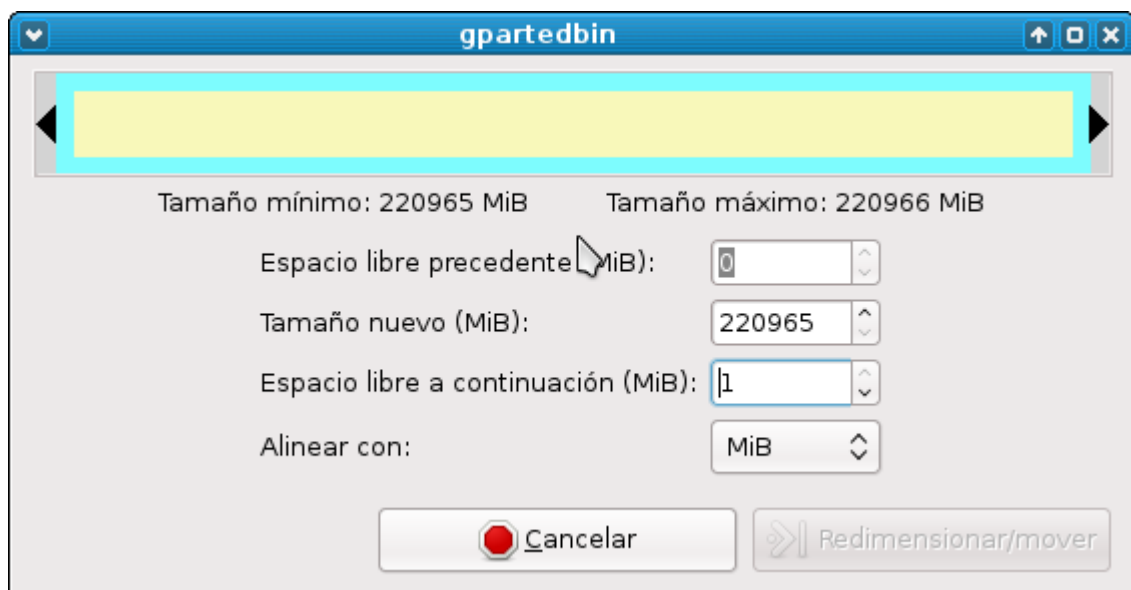 gpartedbin
Tamaño mínimo: 220965 MiB Tamaño máximo: 220966 MiB
Espacio libre precedente MiB): 0
Tamaño nuevo (MiB): 220965
Espacio libre a continuación (MiB): 1
Alinear con: MiB
Cancelar Redimensionar/mover